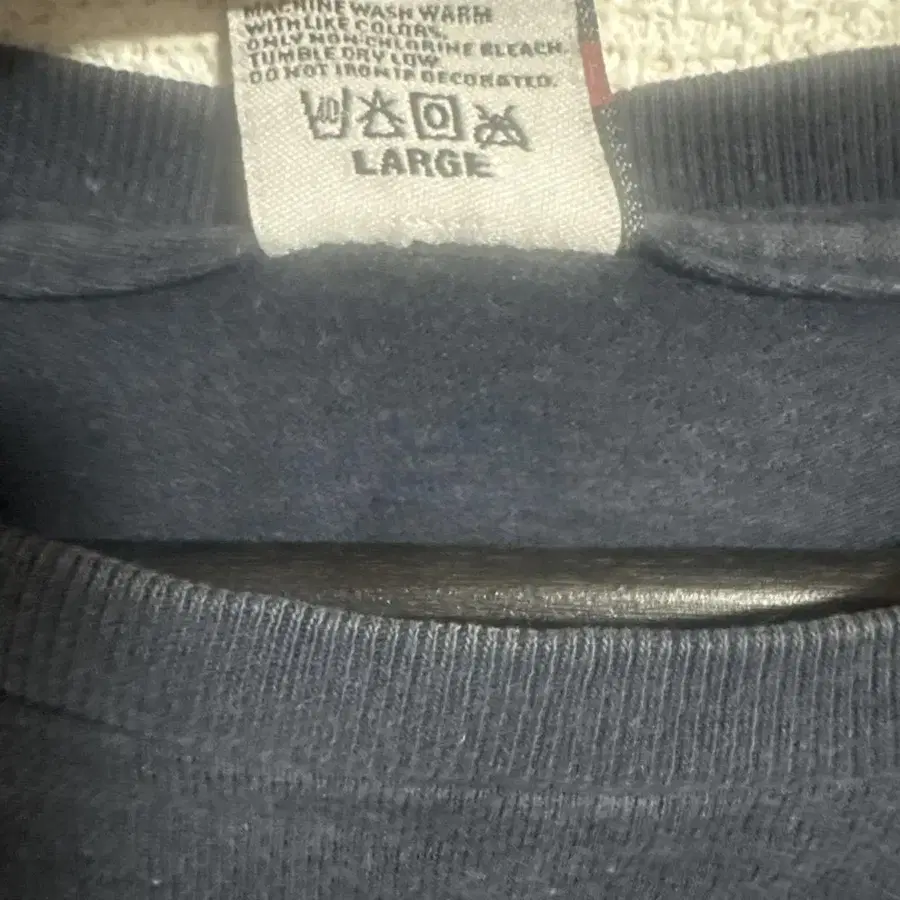 MACHINE WASH WARM
WITH LIKE COLORS.
ONLY NON-CHLORINE BLEACH.
TUMBLE DRY LOW.
DO NOT IRON IF DECORATED.
40
LARGE